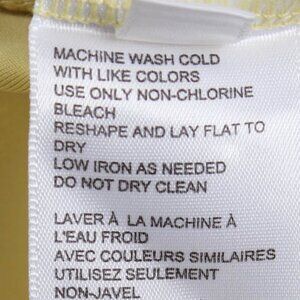 MACHINE WASH COLD
WITH LIKE COLORS
USE ONLY NON-CHLORINE
BLEACH
RESHAPE AND LAY FLAT TO
DRY
LOW IRON AS NEEDED
DO NOT DRY CLEAN
LAVER À LA MACHINE À
L'EAU FROID
AVEC COULEURS SIMILAIRES
UTILISEZ SEULEMENT
NON-JAVEL